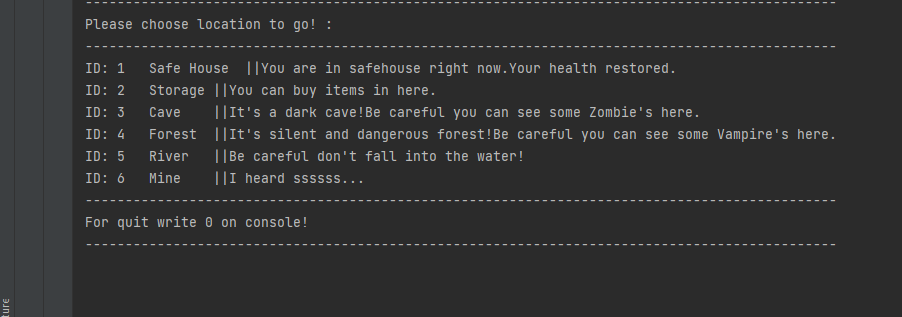 --------------------------------------------------------------------------------------------
Please choose location to go! :
----------------------------------------------------------------------------------------------
ID: 1   Safe House  ||You are in safehouse right now.Your health restored.
ID: 2   Storage ||You can buy items in here.
ID: 3   Cave    ||It's a dark cave!Be careful you can see some Zombie's here.
ID: 4   Forest  ||It's silent and dangerous forest!Be careful you can see some Vampire's here.
ID: 5   River   ||Be careful don't fall into the water!
ID: 6   Mine    ||I heard ssssss...
----------------------------------------------------------------------------------------------
For quit write 0 on console!
----------------------------------------------------------------------------------------------